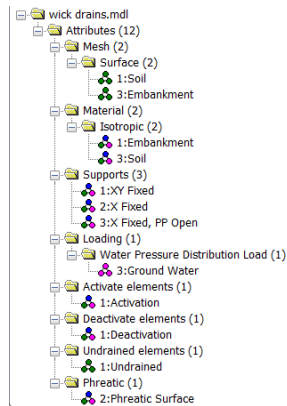 wick drains.mdl
Attributes (12)
Mesh (2)
Surface (2)
1:Soil
3:Embankment
Material (2)
Isotropic (2)
1:Embankment
3:Soil
Supports (3)
1:XY Fixed
2:X Fixed
3:X Fixed, PP Open
Loading (1)
Water Pressure Distribution Load (1)
3:Ground Water
Activate elements (1)
1:Activation
Deactivate elements (1)
1:Deactivation
Undrained elements (1)
1:Undrained
Phreatic (1)
2:Phreatic Surface